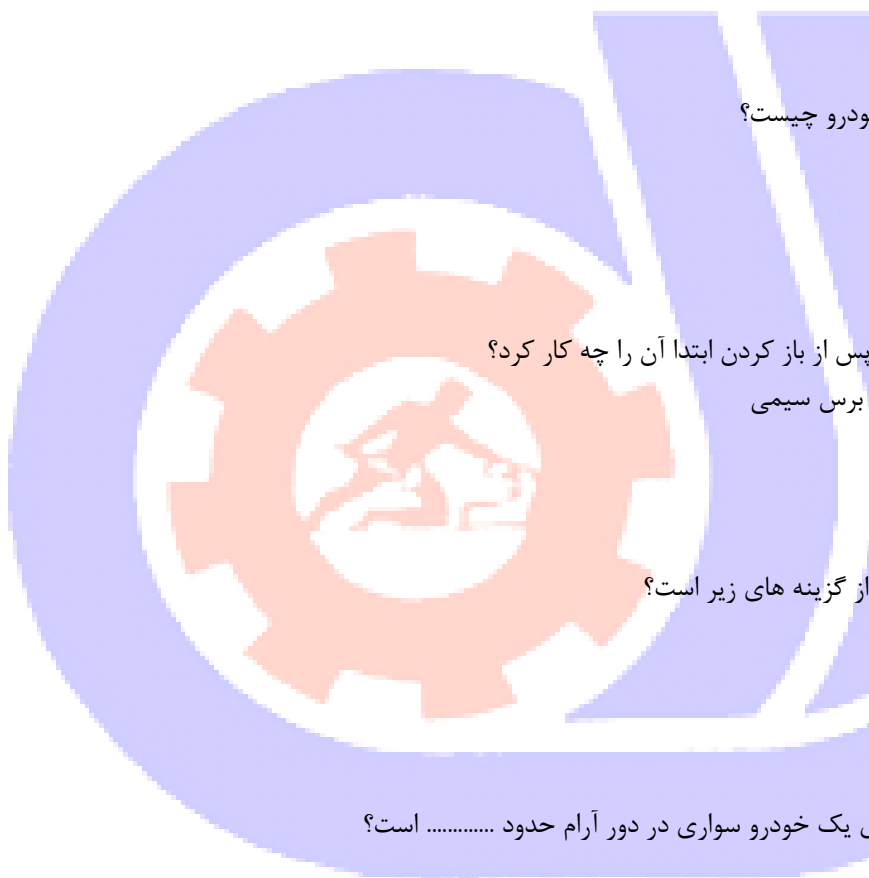 چیست؟
پس از باز کردن ابتدا آن را چه کار کرد؟
برس سیمی
از گزینه های زیر است؟
یک خودرو سواری در دور آرام حدود ............. است؟